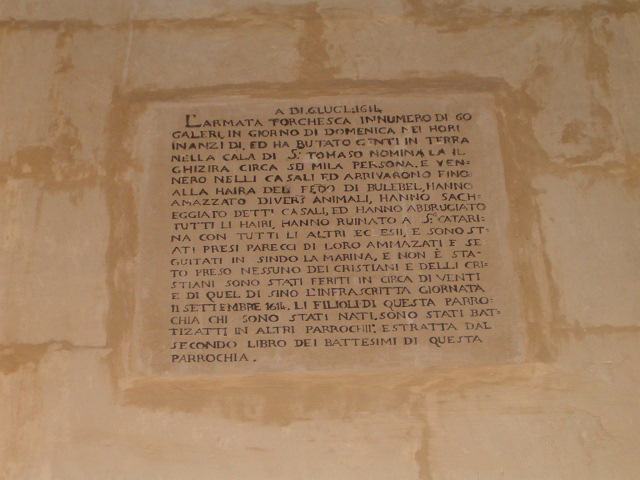 A DI.6.LUGL:1614
L'ARMATA TORCHESCA IN NUMERO DI 60
GALERI, IN GIORNO DI DOMENICA NEI HORI
INANZI DI, ED HA BUTATO GENTI IN TERRA
NELLA CALA DI S. TOMASO NOMINA LA IL
GHIZIRA CIRCA SEI MILA PERSONA. E VEN-
NERO NELLI CASALI ED ARRIVARONO FINO
ALLA HAIRA DEL FEDO DI BULEBEL, HANNO
AMAZZATO DIVERS ANIMALI, HANNO SACH-
EGGIATO DETTI CASALI, ED HANNO ABBRUCIATO
TUTTI LI HAIRI, HANNO RUINATO A S. CATARI-
NA CON TUTTI LI ALTRI EC ESII, E SONO ST-
ATI PRESI PARECCI DI LORO AMMAZATI E SE
GUITATI IN SINDO LA MARINA, E NON È STA-
TO PRESO NESSUNO DEI CRISTIANI E DELLI CRI-
STIANI SONO STATI FERITI IN CIRCA DI VENTI
E DI QUEL DI SINO L'INFRASCRITTA GIORNATA
11 SETTEMBRE 1614. LI FILIOLI DI QUESTA PARRO-
CHIA CHI SONO STATI NATI, SONO STATI BAT-
TIZATTI IN ALTRI PARROCHII. ESTRATTA DAL
SECONDO LIBRO DEI BATTESIMI DI QUESTA
PARROCHIA.